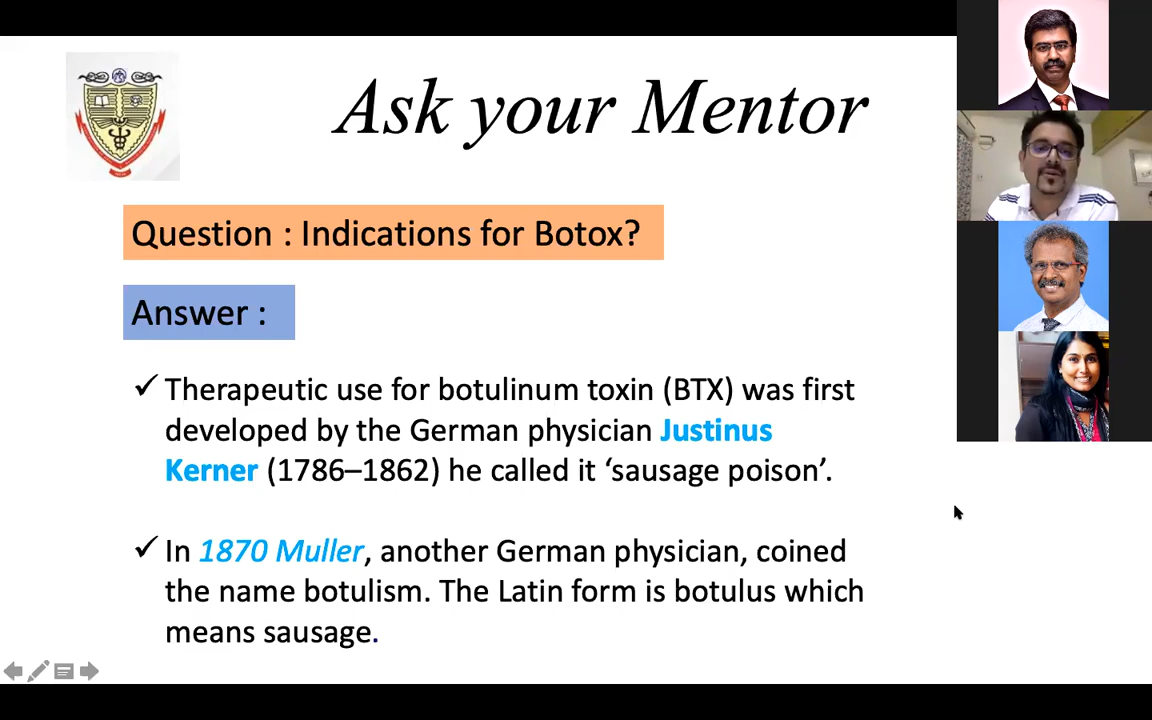 Ask your Mentor
Question : Indications for Botox?
Answer :
✓ Therapeutic use for botulinum toxin (BTX) was first
developed by the German physician Justinus
Kerner (1786–1862) he called it ‘sausage poison’.
✓ In 1870 Muller, another German physician, coined
the name botulism. The Latin form is botulus which
means sausage.